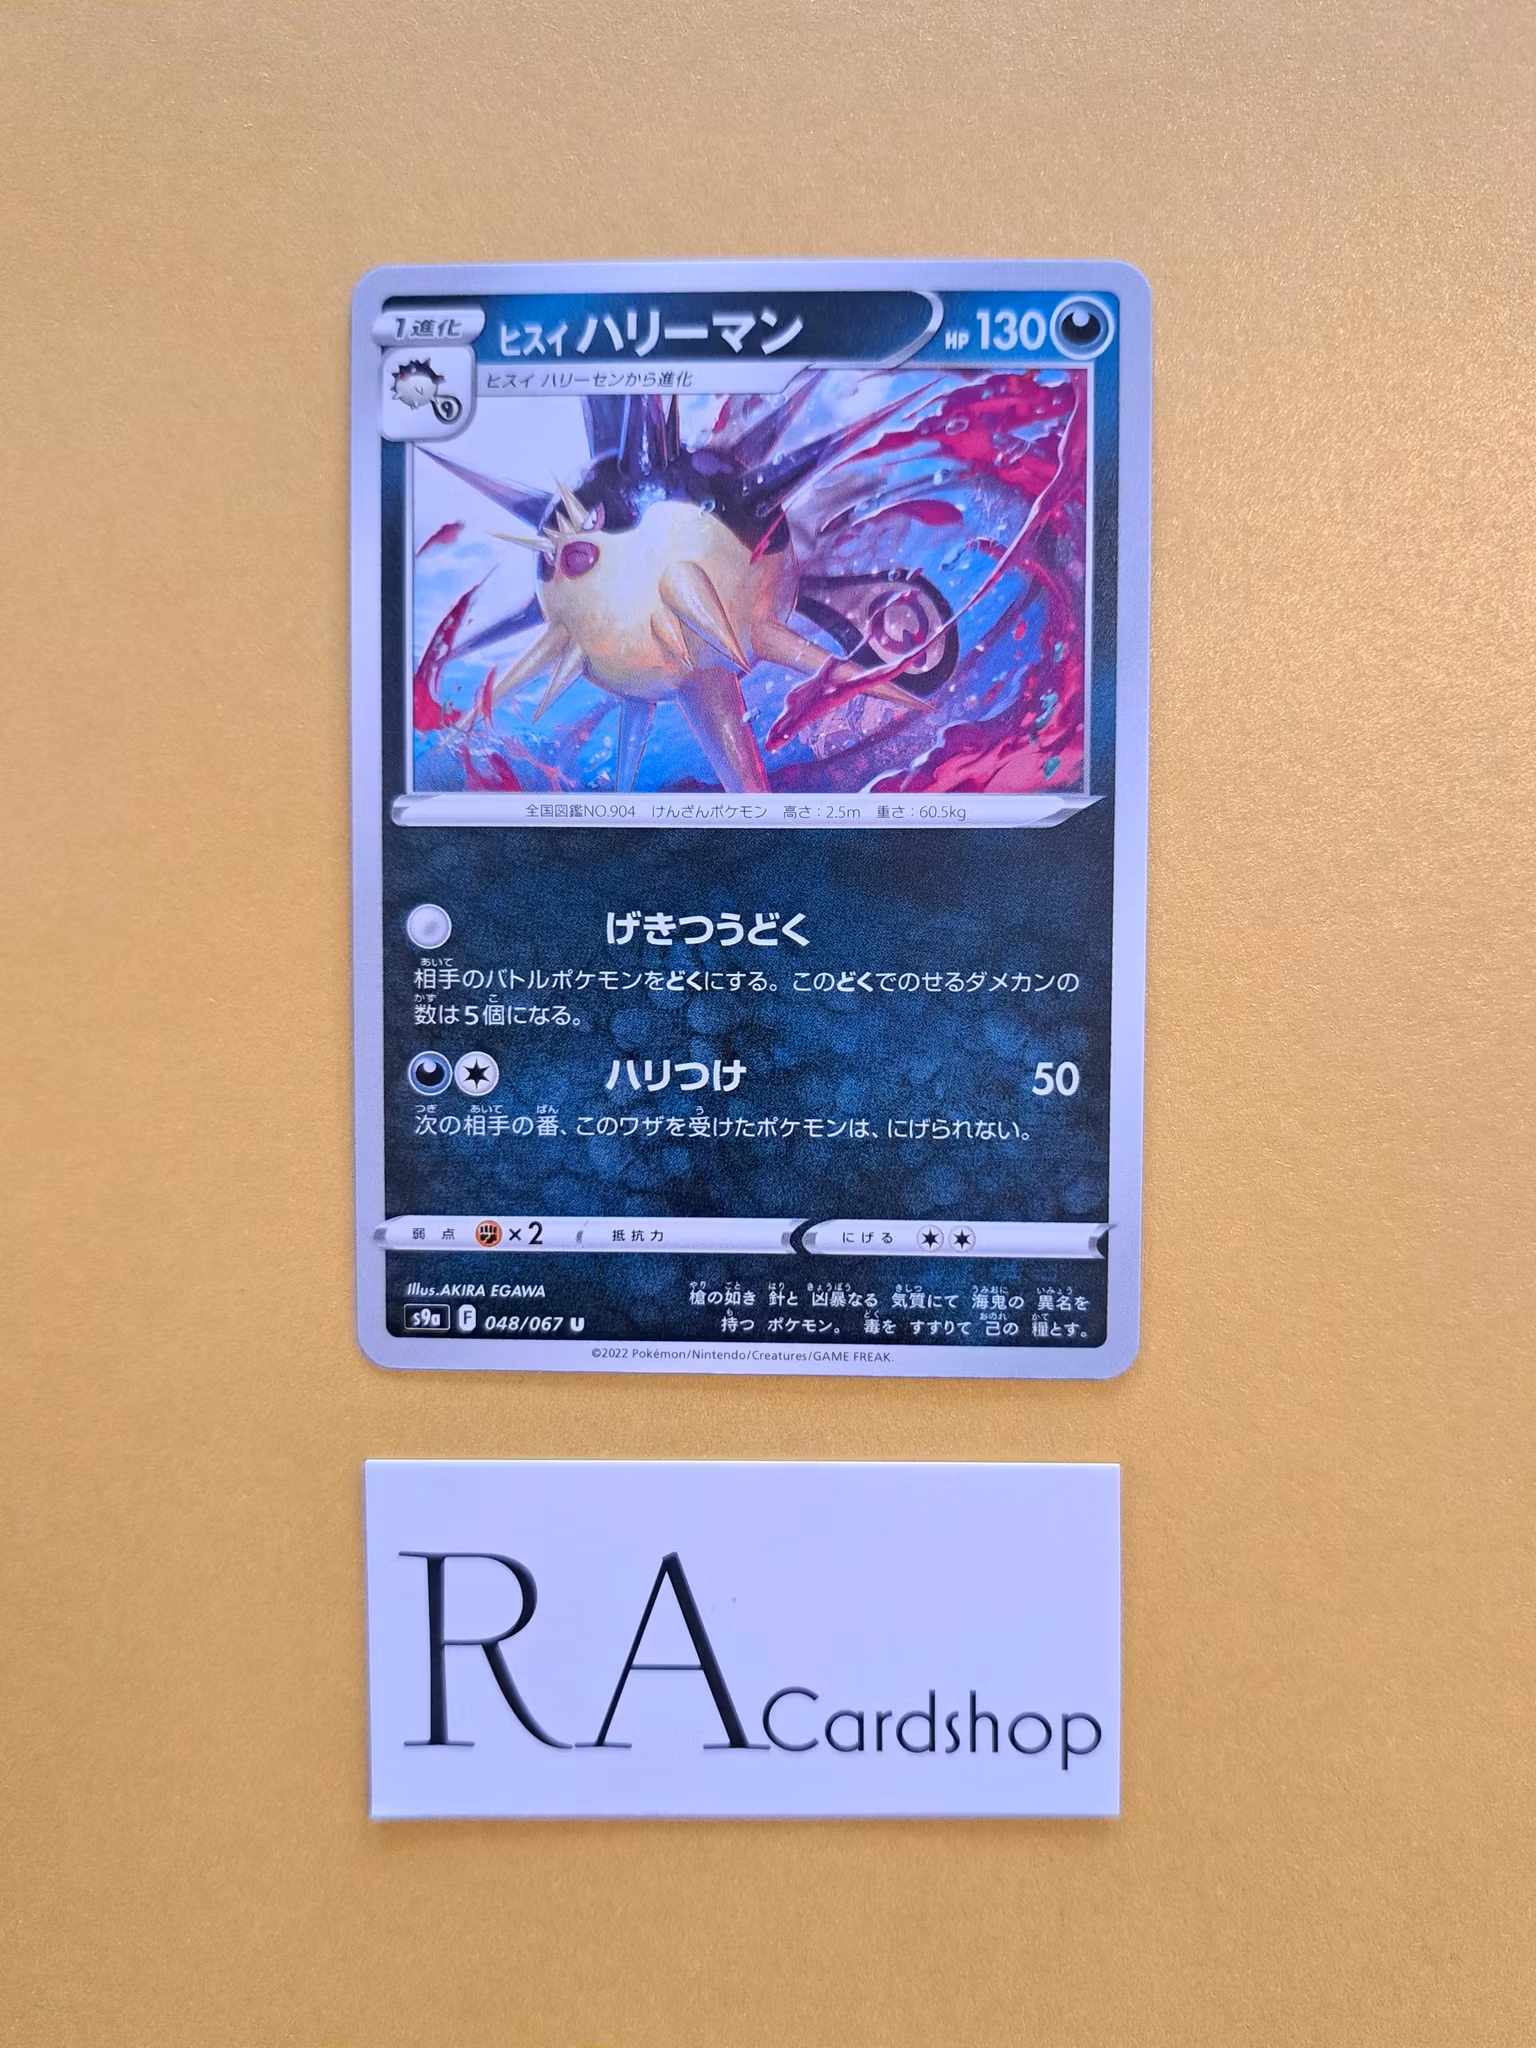 1進化
ヒスイ ハリーマン
HP 130
ヒスイ ハリーセンから進化
全国図鑑NO.904 けんざんポケモン 高さ：2.5m 重さ：60.5kg
げきつうどく
相手のバトルポケモンをどくにする。このどくでのせるダメカンの
数は5個になる。
ハリつけ 50
次の相手の番、このワザを受けたポケモンは、にげられない。
弱点 ×2 抵抗力 にげる
Illus.AKIRA EGAWA
槍の如き 針と 凶暴なる 気質にて 海鬼の 異名を
持つ ポケモン。 毒を すすりて 己の 糧とす。
s9a F 048/067 U
©2022 Pokémon/Nintendo/Creatures/GAME FREAK.
RA Cardshop